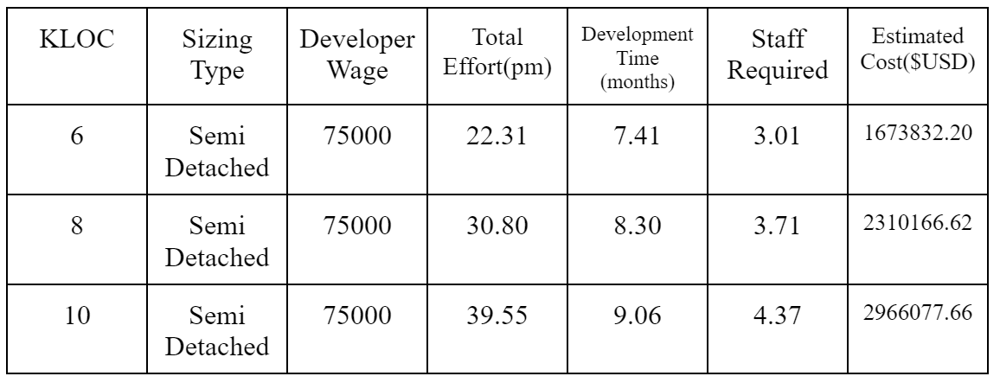 KLOC
Sizing
Type
Developer
Wage
Total
Effort(pm)
Development
Time
(months)
Staff
Required
Estimated
Cost($USD)
6
Semi
Detached
75000
22.31
7.41
3.01
1673832.20
8
Semi
Detached
75000
30.80
8.30
3.71
2310166.62
10
Semi
Detached
75000
39.55
9.06
4.37
2966077.66